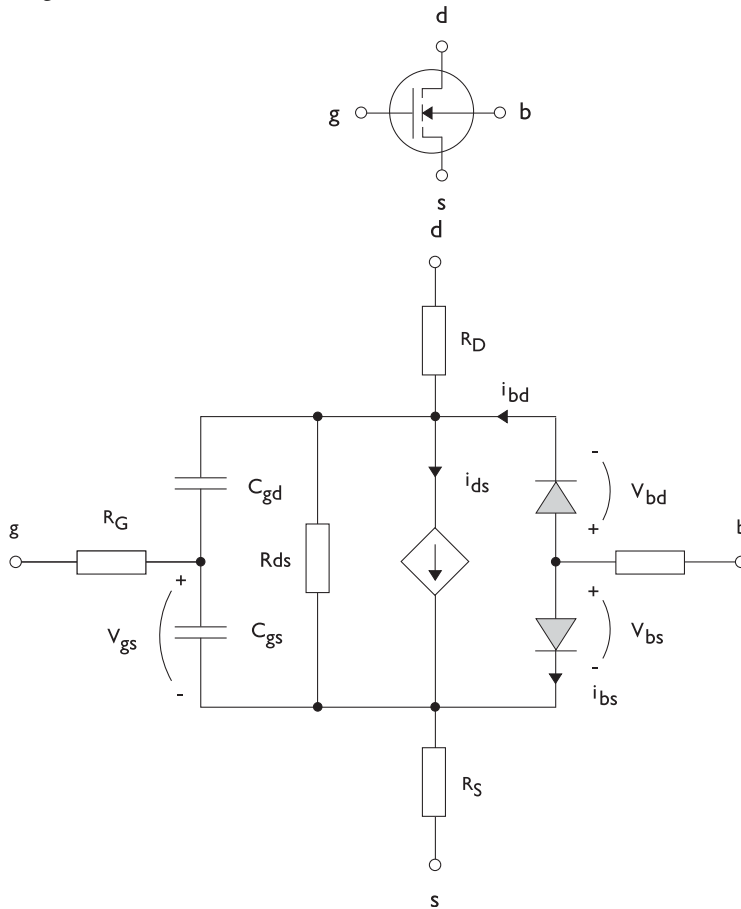 d
g
b
s
d
R_D
i_bd
C_gd
i_ds
-
V_bd
+
g
R_G
Rds
b
+
V_gs
-
C_gs
+
V_bs
-
i_bs
R_S
s